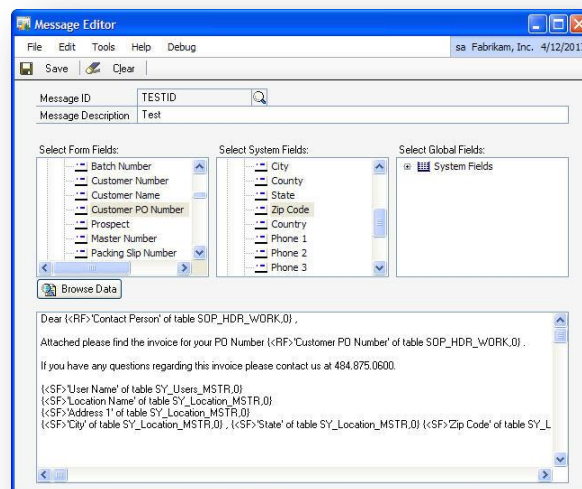 Message Editor
File Edit Tools Help Debug
sa Fabrikam, Inc. 4/12/201
Save Clear
Message ID TESTID
Message Description Test
Select Form Fields: Select System Fields: Select Global Fields:
Batch Number City System Fields
Customer Number County
Customer Name State
Customer PO Number Zip Code
Prospect Country
Master Number Phone 1
Packing Slip Number Phone 2
Phone 3
Browse Data
Dear {<RF>'Contact Person' of table SOP_HDR_WORK,0} ,
Attached please find the invoice for your PO Number {<RF>'Customer PO Number' of table SOP_HDR_WORK,0} .
If you have any questions regarding this invoice please contact us at 484.875.0600.
{<SF>'User Name' of table SY_Users_MSTR,0}
{<SF>'Location Name' of table SY_Location_MSTR,0}
{<SF>'Address 1' of table SY_Location_MSTR,0}
{<SF>'City' of table SY_Location_MSTR,0} , {<SF>'State' of table SY_Location_MSTR,0} {<SF>'Zip Code' of table SY_L